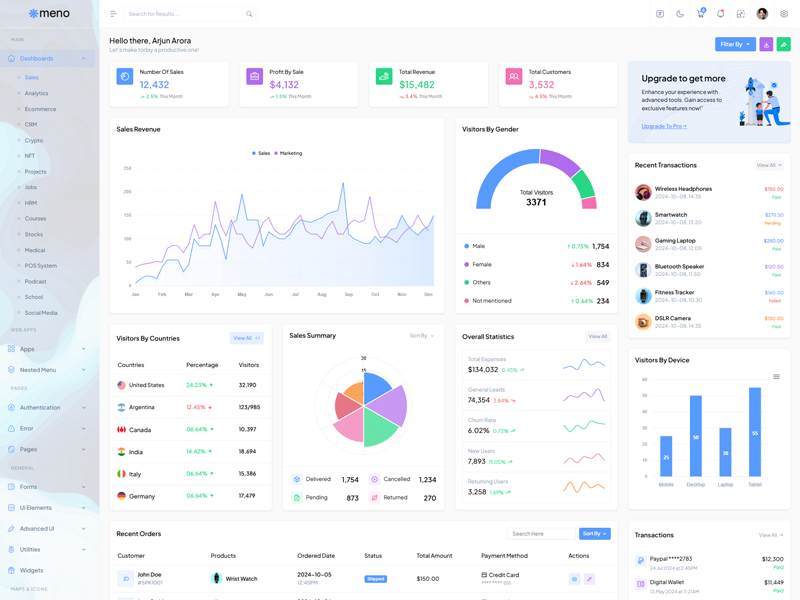 meno
Search for Results...
MAIN
Dashboards
Sales
Analytics
Ecommerce
CRM
Crypto
NFT
Projects
Jobs
HRM
Courses
Stocks
Medical
POS System
Podcast
School
Social Media
WEB APPS
Apps
Nested Menu
PAGES
Authentication
Error
Pages
GENERAL
Forms
UI Elements
Advanced UI
Utilities
Widgets
MAPS & ICONS
Hello there, Arjun Arora
Let's make today a productive one!
Filter By
Number Of Sales
12,432
2.5% This Month
Profit By Sale
$4,132
1.5% This Month
Total Revenue
$15,482
3.4% This Month
Total Customers
3,532
4.5% This Month
Upgrade to get more
Enhance your experience with
advanced tools. Gain access to
exclusive features now!"
Upgrade To Pro
Sales Revenue
Sales Marketing
250
200
150
100
50
0
Jan Feb Mar Apr May Jun Jul Aug Sep Oct Nov Dec
Visitors By Gender
Total Visitors
3371
Male 0.75% 1,754
Female 1.64% 834
Others 2.64% 549
Not mentioned 0.64% 234
Recent Transactions View All
Wireless Headphones $150.00
2024-10-08, 14:35 Paid
Smartwatch $275.50
2024-10-08, 13:20 Pending
Gaming Laptop $250.00
2024-10-08, 12:05 Paid
Bluetooth Speaker $120.00
2024-10-08, 11:50 Paid
Fitness Tracker $160.00
2024-10-08, 10:30 Failed
DSLR Camera $150.00
2024-10-08, 14:35 Paid
Visitors By Countries View All
Countries Percentage Visitors
United States 24.23% 32,190
Argentina 12.45% 123/985
Canada 06.64% 10,397
India 14.42% 18,694
Italy 06.64% 15,386
Germany 06.64% 17,479
Sales Summary Sort By
20
15
Delivered 1,754
Cancelled 1,234
Pending 873
Returned 270
Overall Statistics View All
Total Expenses
$134,032 0.45%
General Leads
74,354 3.84%
Churn Rate
6.02% 0.72%
New Users
7,893 0.05%
Returning Users
3,258 1.69%
Visitors By Device
60
50
40
30
20
10
0
25 50 30 55
Mobile Desktop Laptop Tablet
Recent Orders
Search Here
Sort By
Customer Products Ordered Date Status Total Amount Payment Method Actions
JD John Doe
#SPK1001
Wrist Watch
2024-10-05
12:45PM
Shipped
$150.00
Credit Card
Transactions View All
Paypal ****2783 $12,300
24,Jul 2024 at 2:45PM Paid
Digital Wallet $11,449
13,May 2024 at 11:21AM Paid